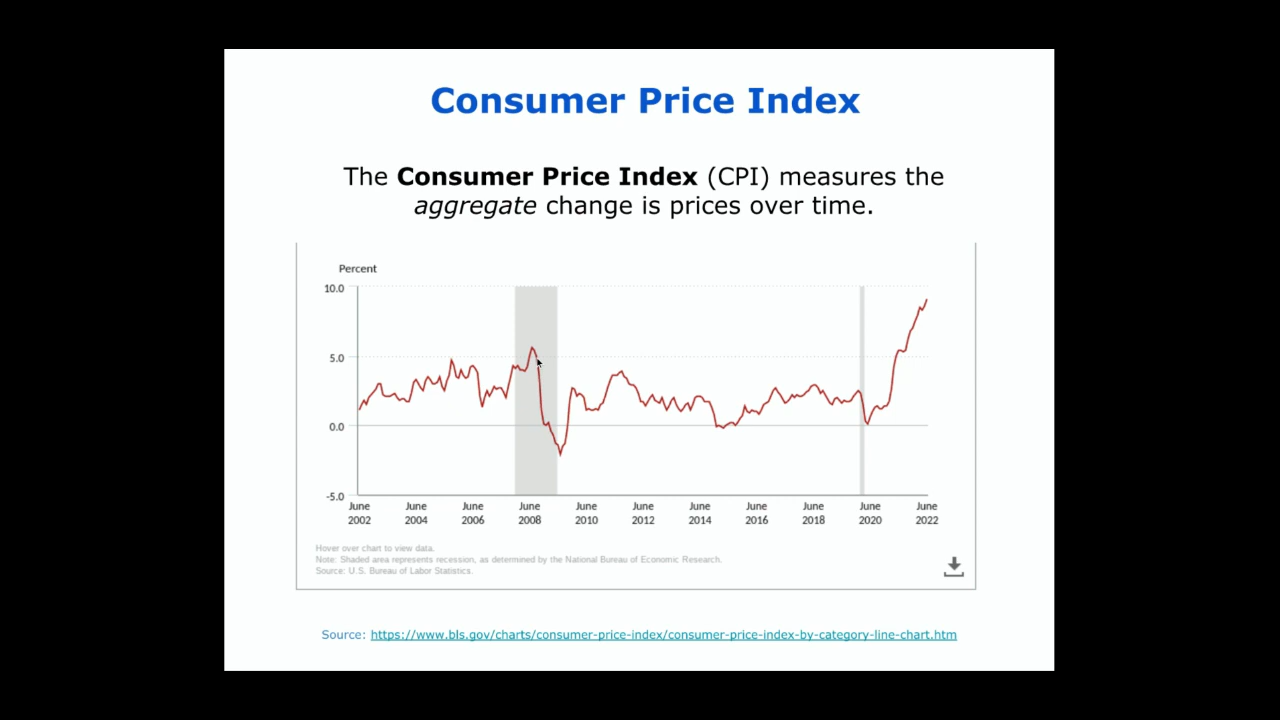 Consumer Price Index
The Consumer Price Index (CPI) measures the
aggregate change is prices over time.
Percent
10.0
5.0
0.0
-5.0
June June June June June June June June June June June
2002 2004 2006 2008 2010 2012 2014 2016 2018 2020 2022
Hover over chart to view data.
Note: Shaded area represents recession, as determined by the National Bureau of Economic Research.
Source: U.S. Bureau of Labor Statistics.
Source: https://www.bls.gov/charts/consumer-price-index/consumer-price-index-by-category-line-chart.htm